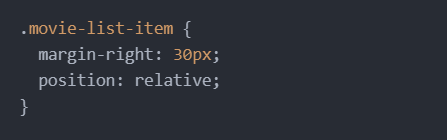 .movie-list-item {
  margin-right: 30px;
  position: relative;
}